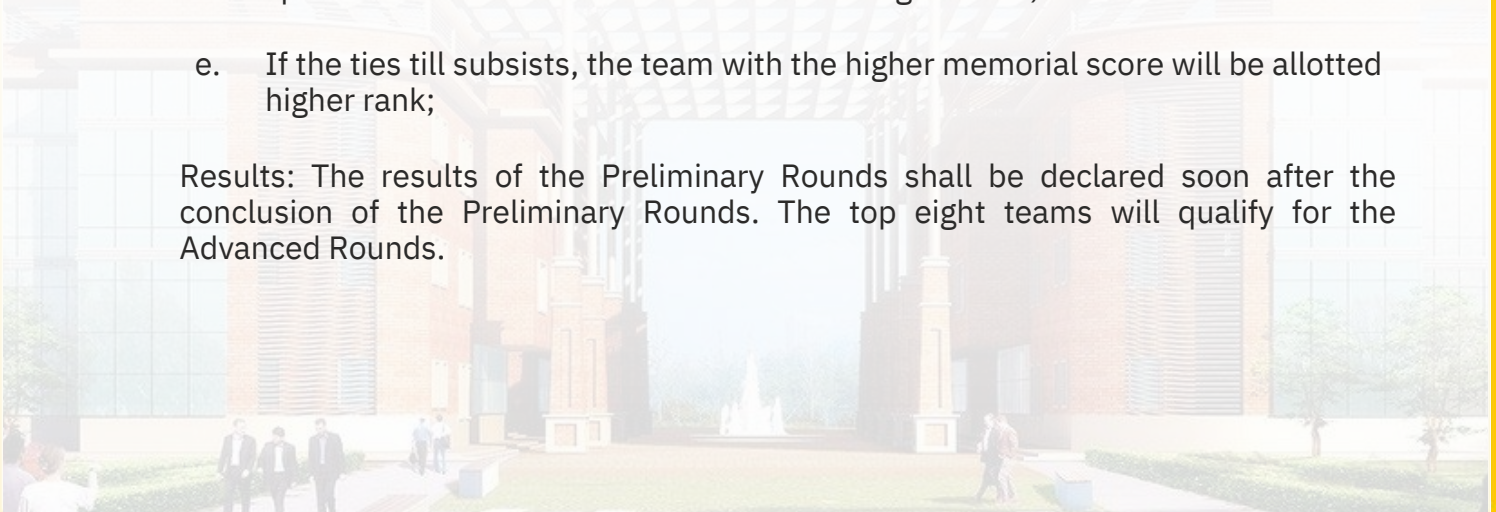 e. If the ties till subsists, the team with the higher memorial score will be allotted
higher rank;
Results: The results of the Preliminary Rounds shall be declared soon after the
conclusion of the Preliminary Rounds. The top eight teams will qualify for the
Advanced Rounds.